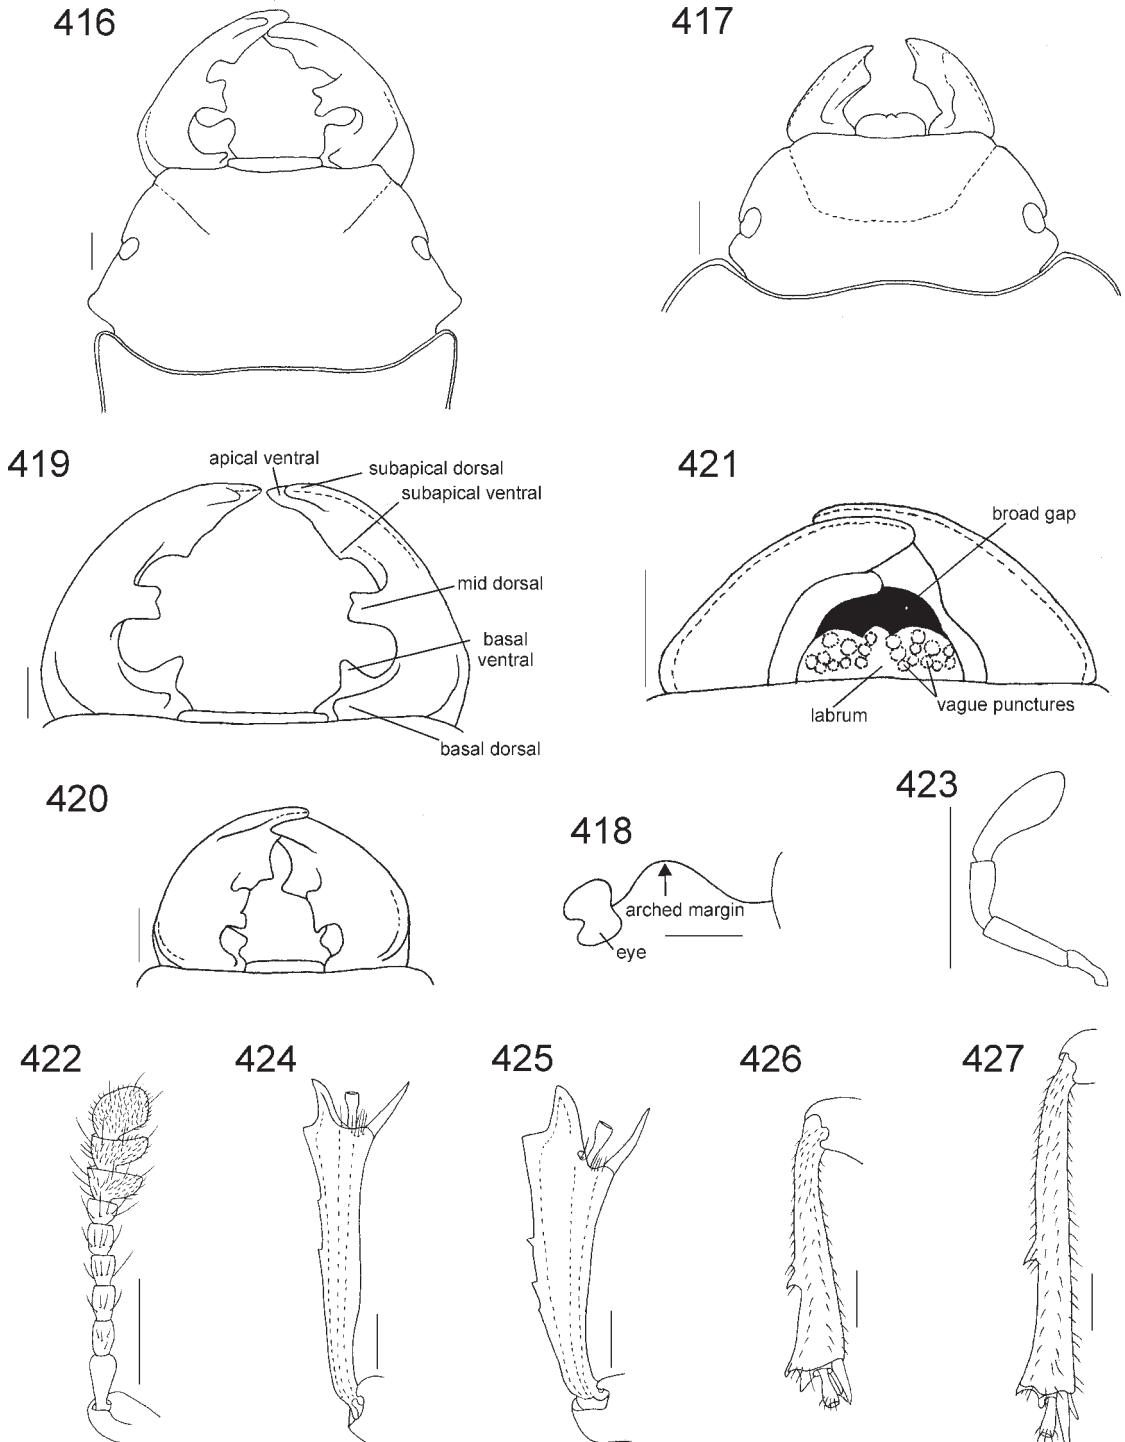 416
417
419
apical ventral
subapical dorsal
subapical ventral
mid dorsal
basal
ventral
basal dorsal
421
broad gap
labrum
vague punctures
420
418
arched margin
eye
423
422
424
425
426
427